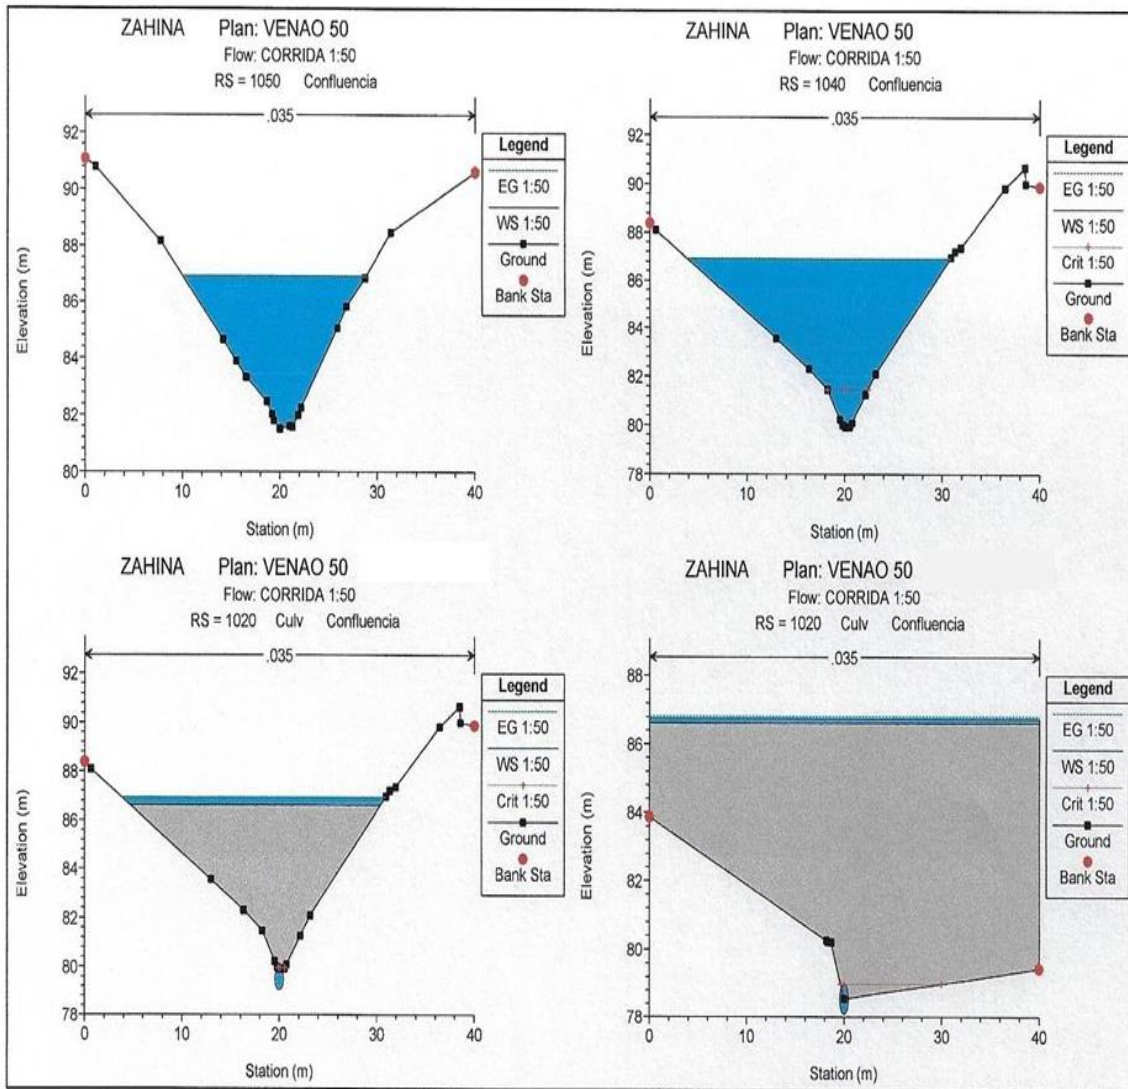 ZAHINA Plan: VENAO 50
Flow: CORRIDA 1:50
RS = 1050 Confluencia
.035
92
90
88
86
84
82
80
0 10 20 30 40
Elevation (m)
Station (m)
Legend
EG 1:50
WS 1:50
Ground
Bank Sta
ZAHINA Plan: VENAO 50
Flow: CORRIDA 1:50
RS = 1040 Confluencia
.035
92
90
88
86
84
82
80
78
0 10 20 30 40
Elevation (m)
Station (m)
Legend
EG 1:50
WS 1:50
Crit 1:50
Ground
Bank Sta
ZAHINA Plan: VENAO 50
Flow: CORRIDA 1:50
RS = 1020 Culv Confluencia
.035
92
90
88
86
84
82
80
78
0 10 20 30 40
Elevation (m)
Station (m)
Legend
EG 1:50
WS 1:50
Crit 1:50
Ground
Bank Sta
ZAHINA Plan: VENAO 50
Flow: CORRIDA 1:50
RS = 1020 Culv Confluencia
.035
88
86
84
82
80
78
0 10 20 30 40
Elevation (m)
Station (m)
Legend
EG 1:50
WS 1:50
Crit 1:50
Ground
Bank Sta